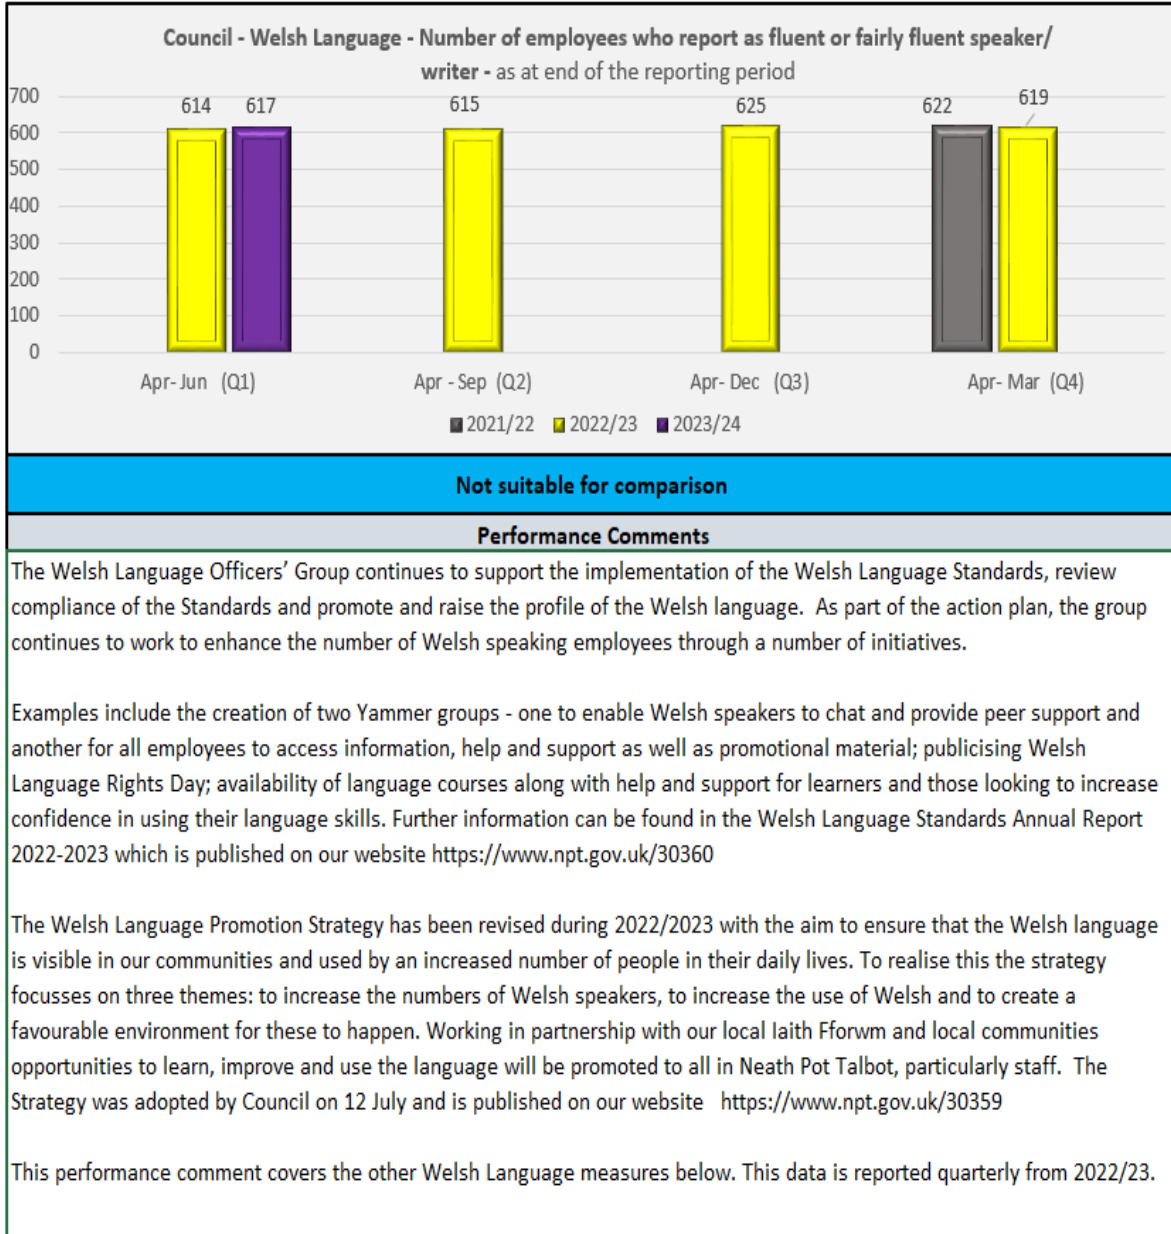 Council - Welsh Language - Number of employees who report as fluent or fairly fluent speaker/
writer - as at end of the reporting period
700
600
500
400
300
200
100
0
614
617
615
625
622
619
Apr- Jun (Q1)
Apr - Sep (Q2)
Apr- Dec (Q3)
Apr- Mar (Q4)
2021/22 2022/23 2023/24
Not suitable for comparison
Performance Comments
The Welsh Language Officers’ Group continues to support the implementation of the Welsh Language Standards, review
compliance of the Standards and promote and raise the profile of the Welsh language. As part of the action plan, the group
continues to work to enhance the number of Welsh speaking employees through a number of initiatives.
Examples include the creation of two Yammer groups - one to enable Welsh speakers to chat and provide peer support and
another for all employees to access information, help and support as well as promotional material; publicising Welsh
Language Rights Day; availability of language courses along with help and support for learners and those looking to increase
confidence in using their language skills. Further information can be found in the Welsh Language Standards Annual Report
2022-2023 which is published on our website https://www.npt.gov.uk/30360
The Welsh Language Promotion Strategy has been revised during 2022/2023 with the aim to ensure that the Welsh language
is visible in our communities and used by an increased number of people in their daily lives. To realise this the strategy
focusses on three themes: to increase the numbers of Welsh speakers, to increase the use of Welsh and to create a
favourable environment for these to happen. Working in partnership with our local Iaith Fforwm and local communities
opportunities to learn, improve and use the language will be promoted to all in Neath Pot Talbot, particularly staff. The
Strategy was adopted by Council on 12 July and is published on our website https://www.npt.gov.uk/30359
This performance comment covers the other Welsh Language measures below. This data is reported quarterly from 2022/23.